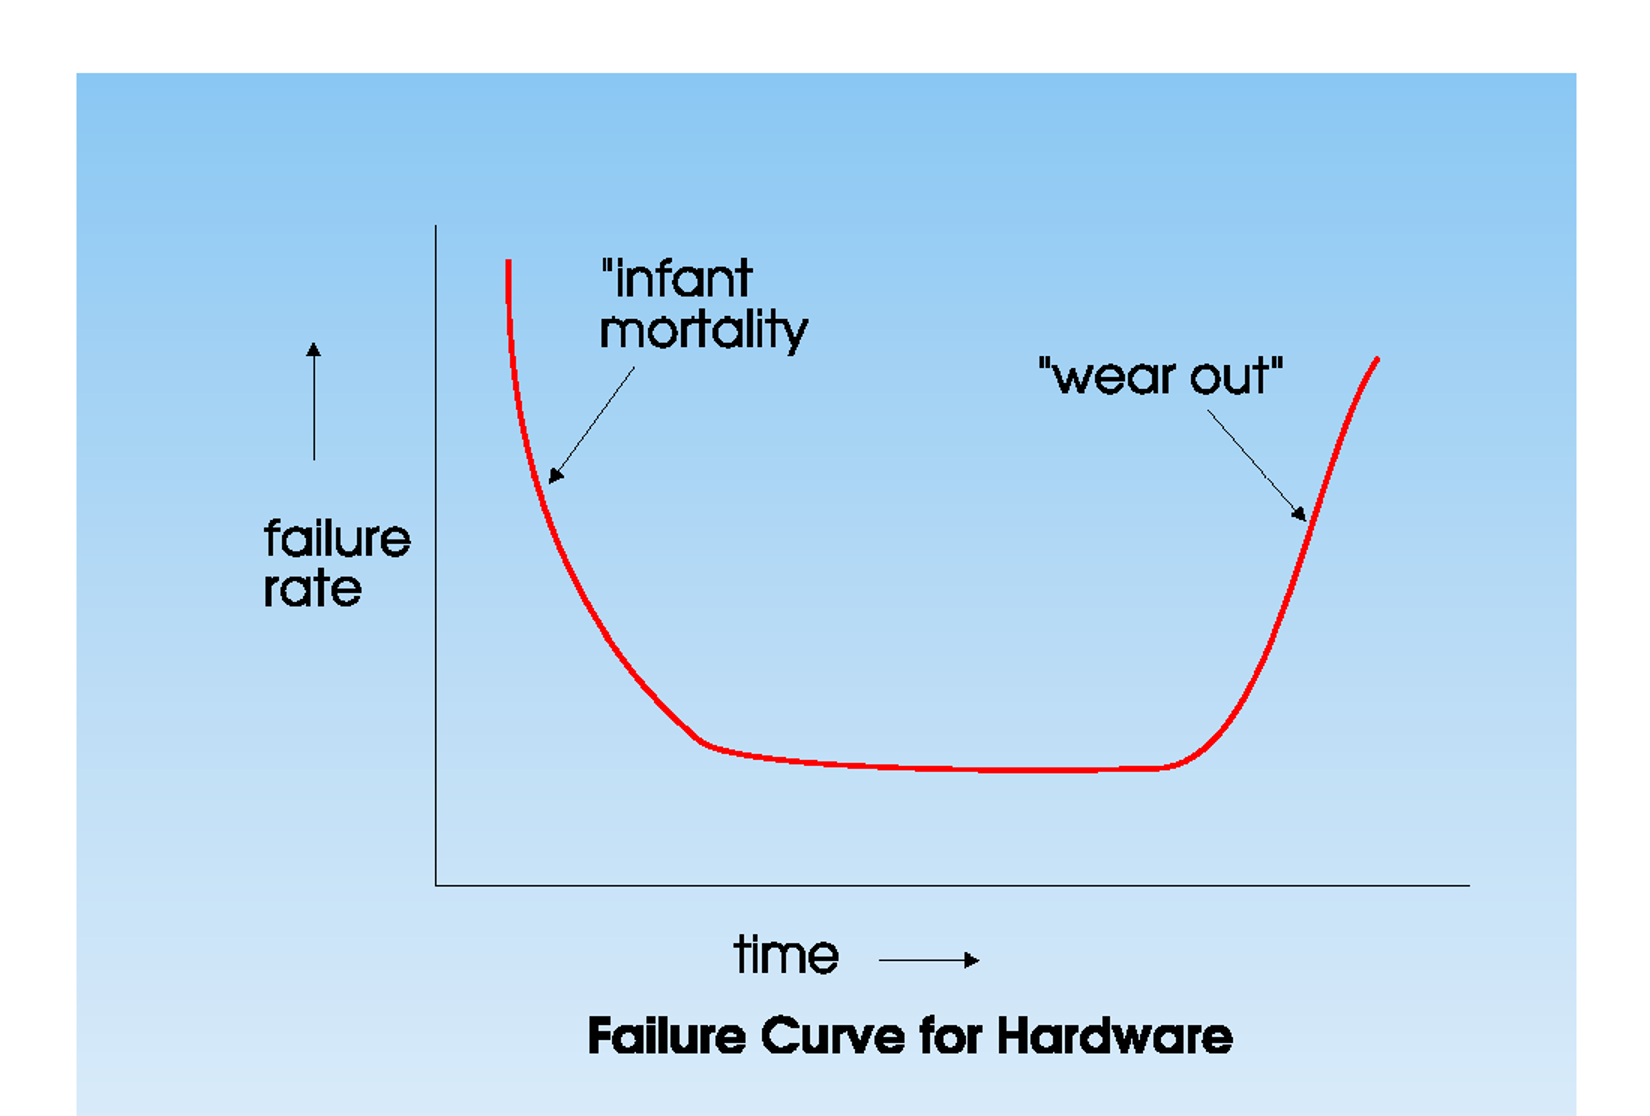 "infant
mortality
"wear out"
failure
rate
time
Failure Curve for Hardware